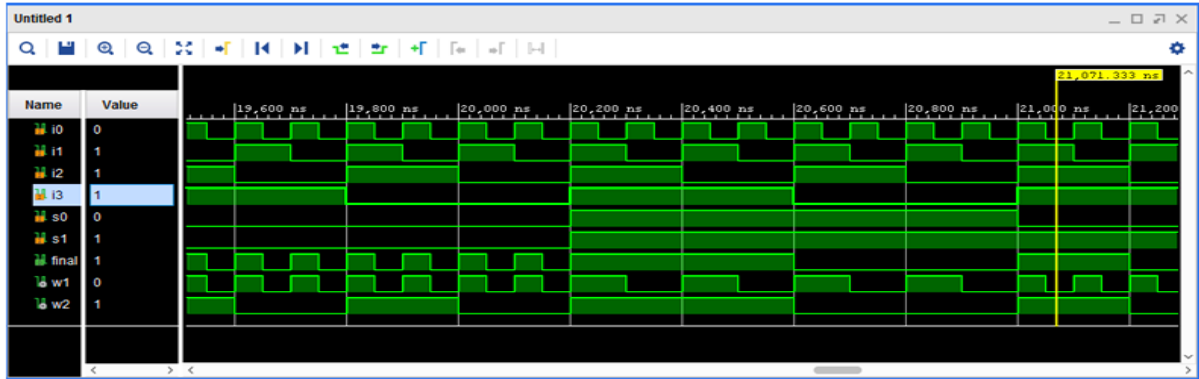 Untitled 1
21,071.333 ns
Name Value
19,600 ns 19,800 ns 20,000 ns 20,200 ns 20,400 ns 20,600 ns 20,800 ns 21,000 ns 21,200
i0 0
i1 1
i2 1
i3 1
s0 0
s1 1
final 1
w1 0
w2 1